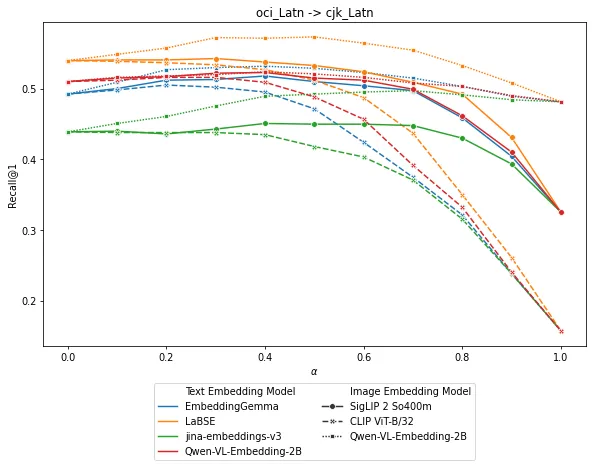 oci_Latn -> cjk_Latn
Recall@1
0.5
0.4
0.3
0.2
0.0 0.2 0.4 0.6 0.8 1.0
α
Text Embedding Model Image Embedding Model
EmbeddingGemma SigLIP 2 So400m
LaBSE CLIP ViT-B/32
jina-embeddings-v3 Qwen-VL-Embedding-2B
Qwen-VL-Embedding-2B